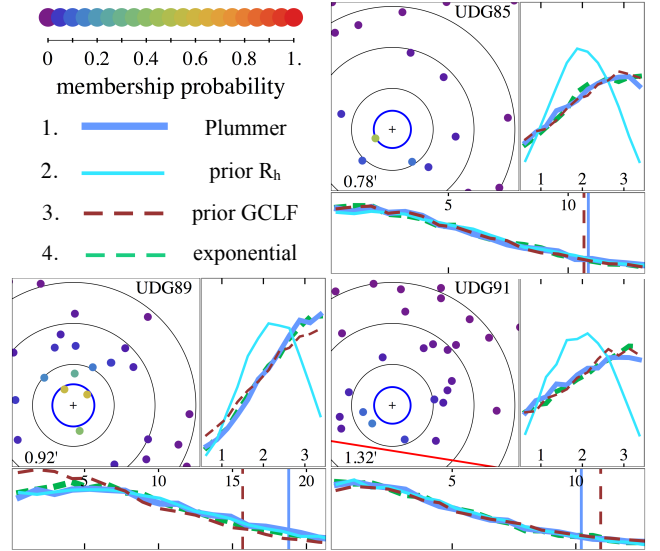 0 0.2 0.4 0.6 0.8 1.
membership probability
1. Plummer
2. prior Rh
3. prior GCLF
4. exponential
UDG85
0.78'
1 2 3
5 10
UDG89
0.92'
1 2 3
5 10 15 20
UDG91
1.32'
1 2 3
5 10